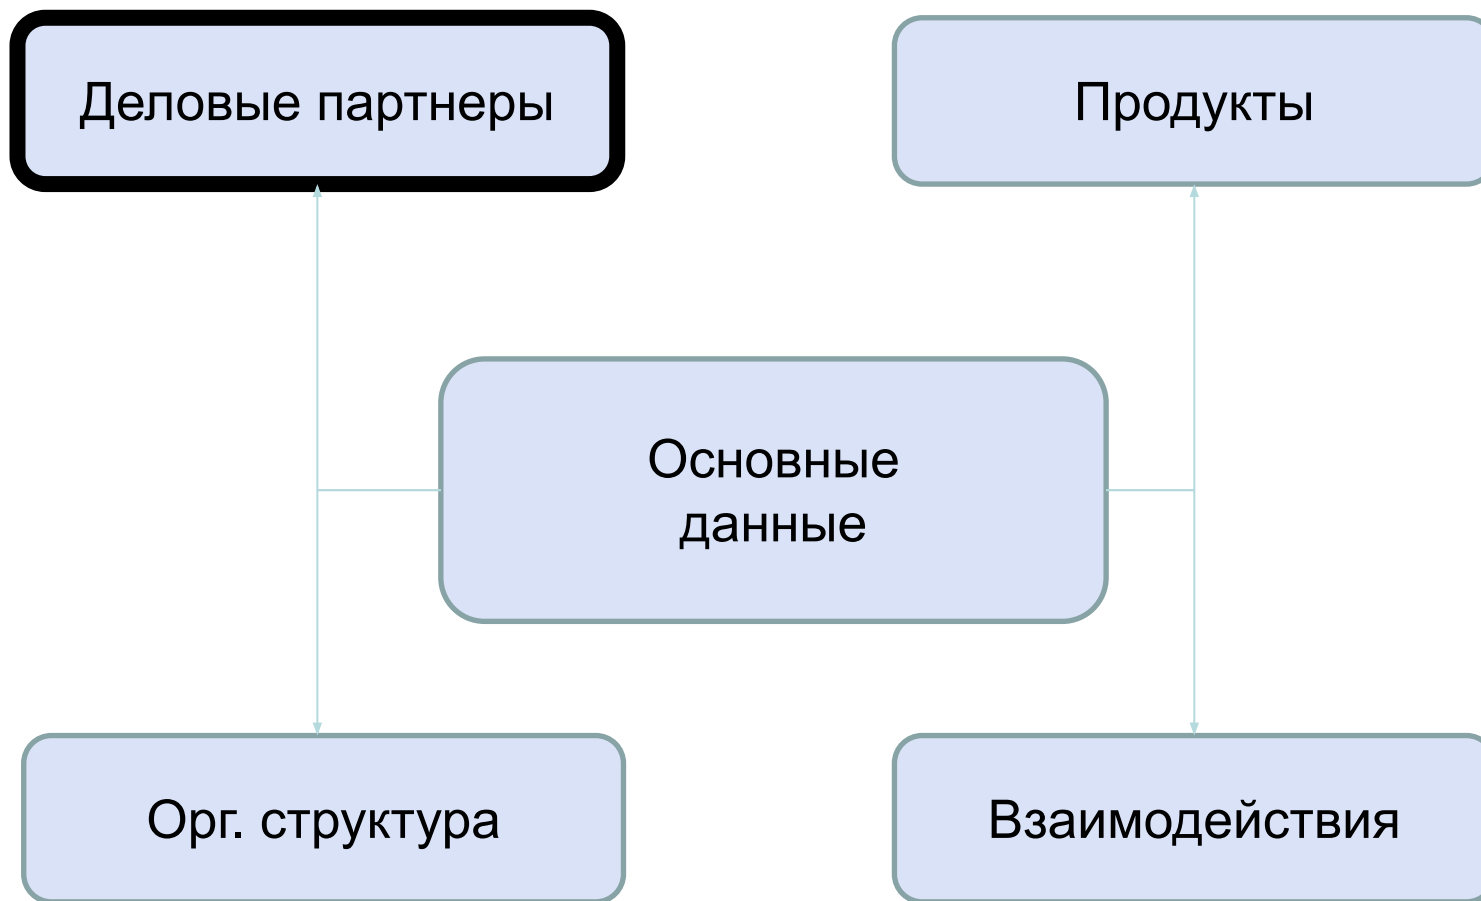 Деловые партнеры
Продукты
Основные
данные
Орг. структура
Взаимодействия